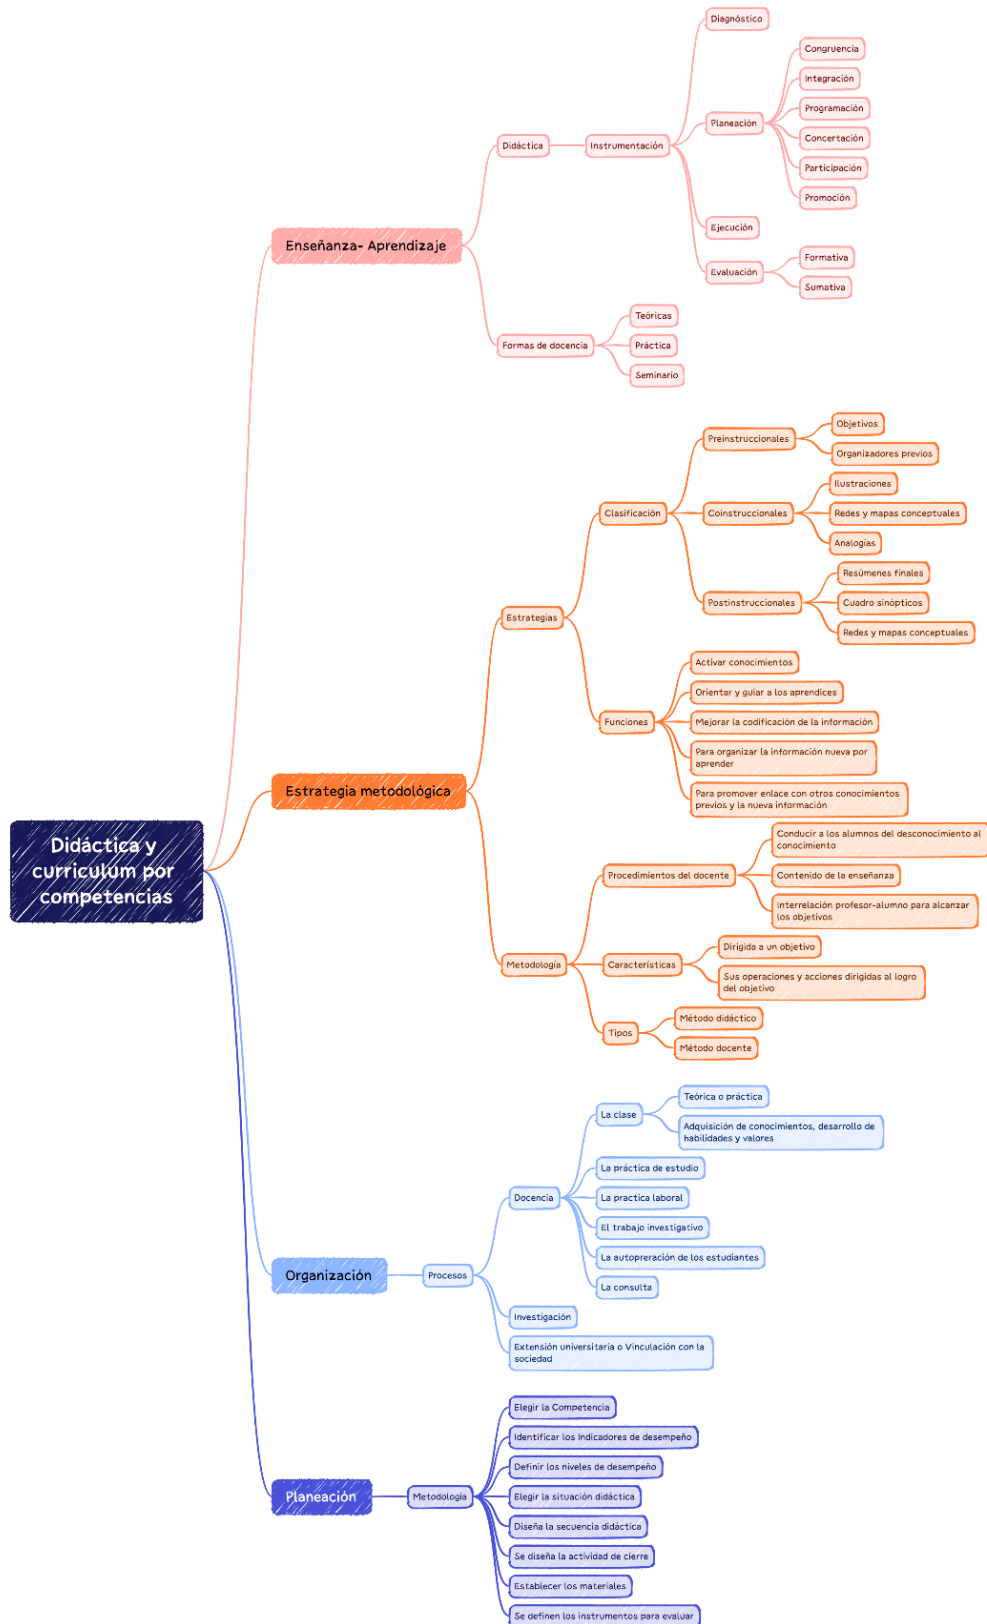 Didáctica y
curriculum por
competencias
Enseñanza- Aprendizaje
Didáctica
Instrumentación
Diagnóstico
Planeación
Congruencia
Integración
Programación
Concertación
Participación
Promoción
Ejecución
Evaluación
Formativa
Sumativa
Formas de docencia
Teóricas
Práctica
Seminario
Estrategia metodológica
Estrategias
Clasificación
Preinstruccionales
Objetivos
Organizadores previos
Coinstruccionales
Ilustraciones
Redes y mapas conceptuales
Analogías
Postinstruccionales
Resúmenes finales
Cuadro sinópticos
Redes y mapas conceptuales
Funciones
Activar conocimientos
Orientar y guiar a los aprendices
Mejorar la codificación de la información
Para organizar la información nueva por
aprender
Para promover enlace con otros conocimientos
previos y la nueva información
Metodología
Procedimientos del docente
Conducir a los alumnos del desconocimiento al
conocimiento
Contenido de la enseñanza
Interrelación profesor-alumno para alcanzar
los objetivos
Características
Dirigida a un objetivo
Sus operaciones y acciones dirigidas al logro
del objetivo
Tipos
Método didáctico
Método docente
Organización
Procesos
Docencia
La clase
Teórica o práctica
Adquisición de conocimientos, desarrollo de
habilidades y valores
La práctica de estudio
La practica laboral
El trabajo investigativo
La autopreración de los estudiantes
La consulta
Investigación
Extensión universitaria o Vinculación con la
sociedad
Planeación
Metodología
Elegir la Competencia
Identificar los Indicadores de desempeño
Definir los niveles de desempeño
Elegir la situación didáctica
Diseña la secuencia didáctica
Se diseña la actividad de cierre
Establecer los materiales
Se definen los instrumentos para evaluar